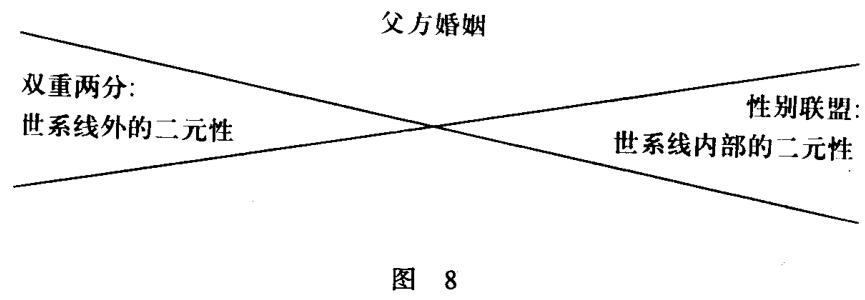 父方婚姻
双重两分:
世系线外的二元性
性别联盟:
世系线内部的二元性
图 8